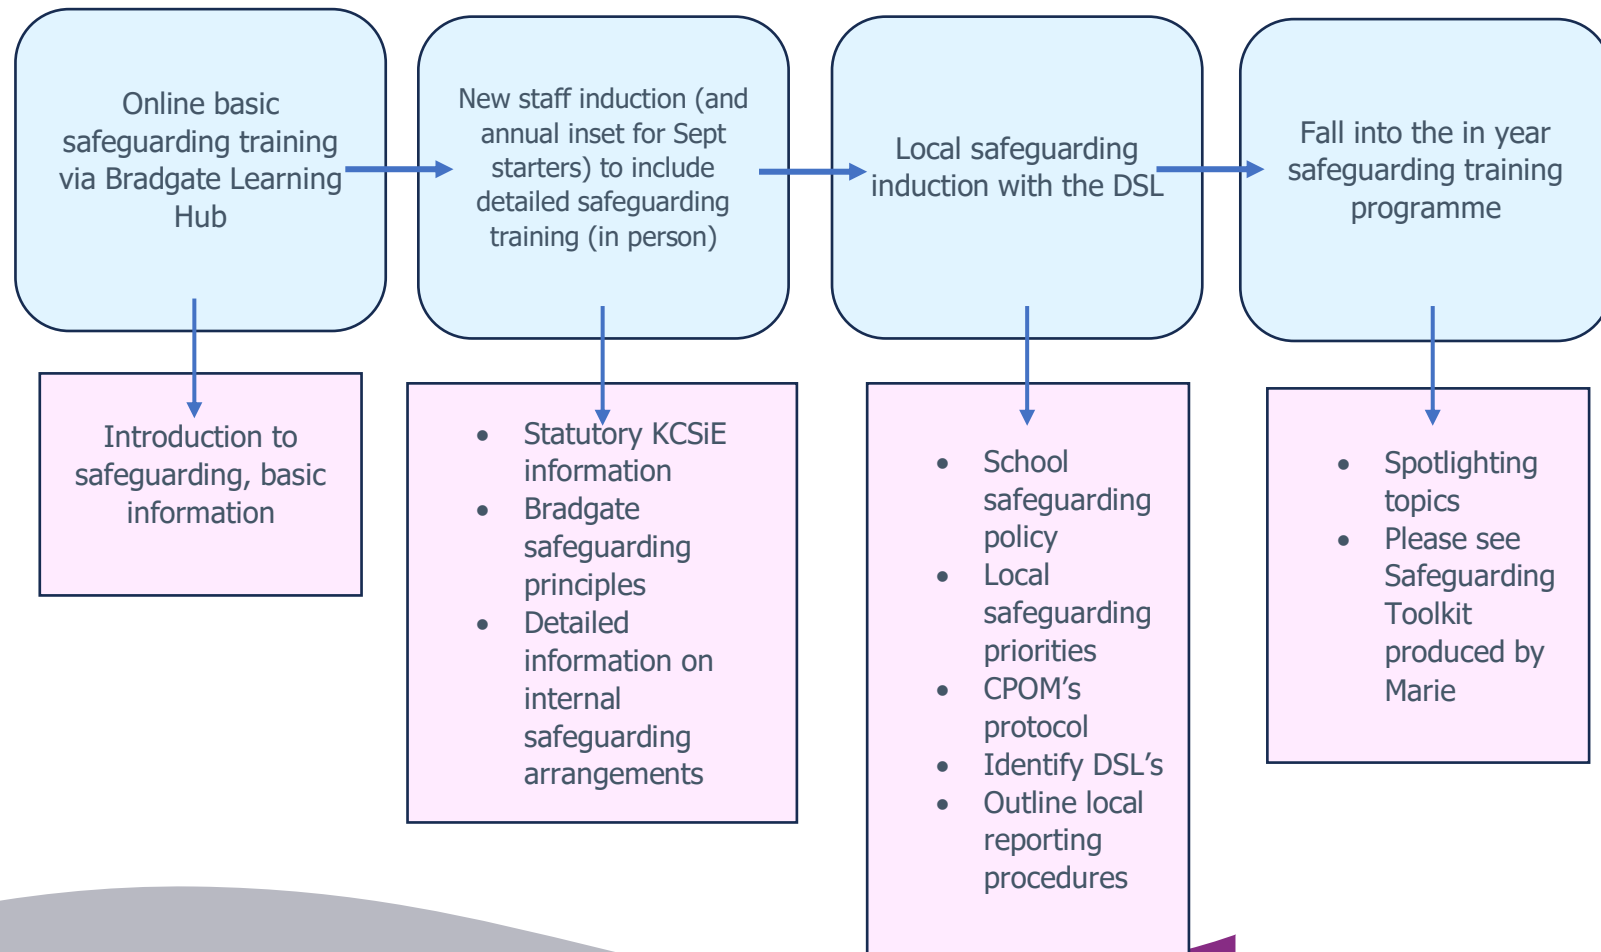 Online basic
safeguarding training
via Bradgate Learning
Hub
New staff induction (and
annual inset for Sept
starters) to include
detailed safeguarding
training (in person)
Local safeguarding
induction with the DSL
Fall into the in year
safeguarding training
programme
Introduction to
safeguarding, basic
information
• Statutory KCSiE
information
• Bradgate
safeguarding
principles
• Detailed
information on
internal
safeguarding
arrangements
• School
safeguarding
policy
• Local
safeguarding
priorities
• CPOM’s
protocol
• Identify DSL’s
• Outline local
reporting
procedures
• Spotlighting
topics
• Please see
Safeguarding
Toolkit
produced by
Marie